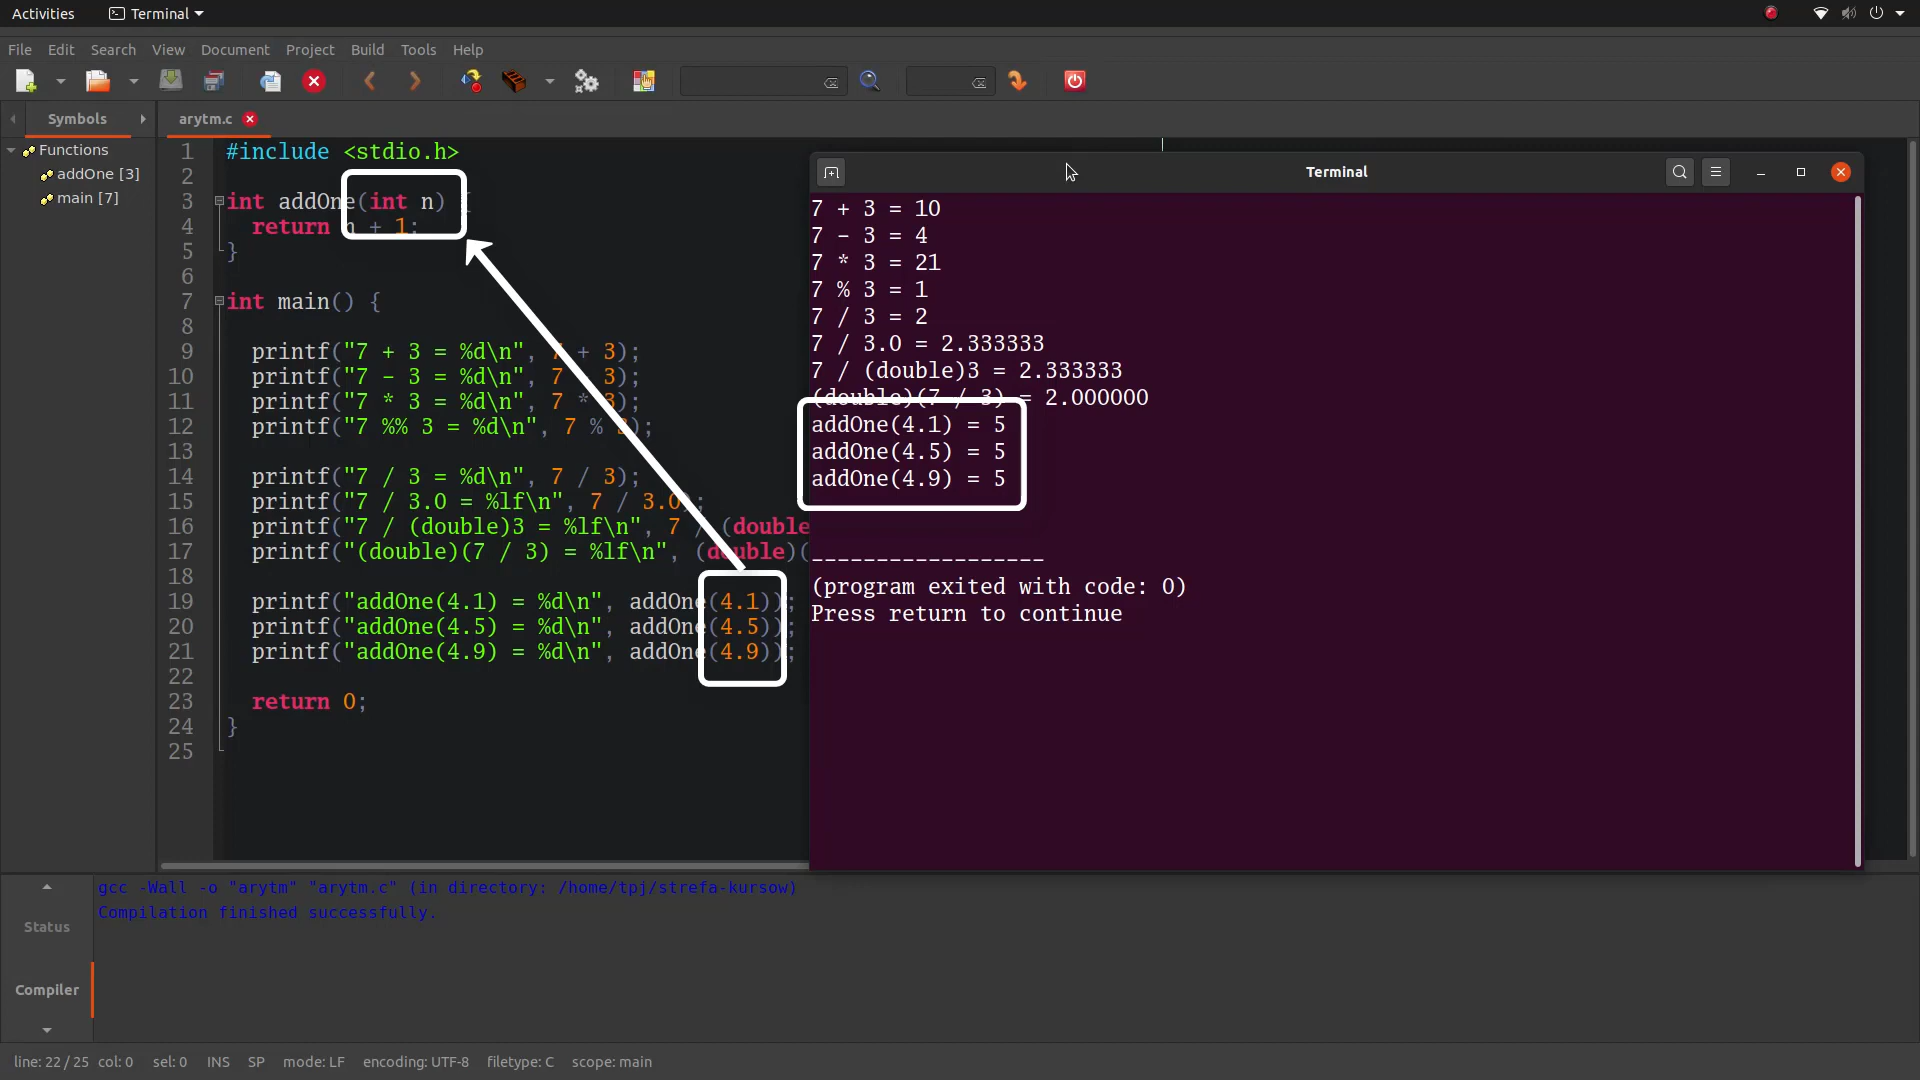 Activities
Terminal
File Edit Search View Document Project Build Tools Help
Symbols
arytm.c
Functions
addOne [3]
main [7]
1 #include <stdio.h>
2
3 int addOne(int n) {
4 return n + 1;
5 }
6
7 int main() {
8
9 printf("7 + 3 = %d\n", 7 + 3);
10 printf("7 - 3 = %d\n", 7 - 3);
11 printf("7 * 3 = %d\n", 7 * 3);
12 printf("7 %% 3 = %d\n", 7 % 3);
13
14 printf("7 / 3 = %d\n", 7 / 3);
15 printf("7 / 3.0 = %lf\n", 7 / 3.0);
16 printf("7 / (double)3 = %lf\n", 7 / (double
17 printf("(double)(7 / 3) = %lf\n", (double)(
18
19 printf("addOne(4.1) = %d\n", addOne(4.1));
20 printf("addOne(4.5) = %d\n", addOne(4.5));
21 printf("addOne(4.9) = %d\n", addOne(4.9));
22
23 return 0;
24 }
25
Terminal
7 + 3 = 10
7 - 3 = 4
7 * 3 = 21
7 % 3 = 1
7 / 3 = 2
7 / 3.0 = 2.333333
7 / (double)3 = 2.333333
(double)(7 / 3) = 2.000000
addOne(4.1) = 5
addOne(4.5) = 5
addOne(4.9) = 5
------------------
(program exited with code: 0)
Press return to continue
Status
Compiler
gcc -Wall -o "arytm" "arytm.c" (in directory: /home/tpj/strefa-kursow)
Compilation finished successfully.
line: 22 / 25 col: 0 sel: 0 INS SP mode: LF encoding: UTF-8 filetype: C scope: main